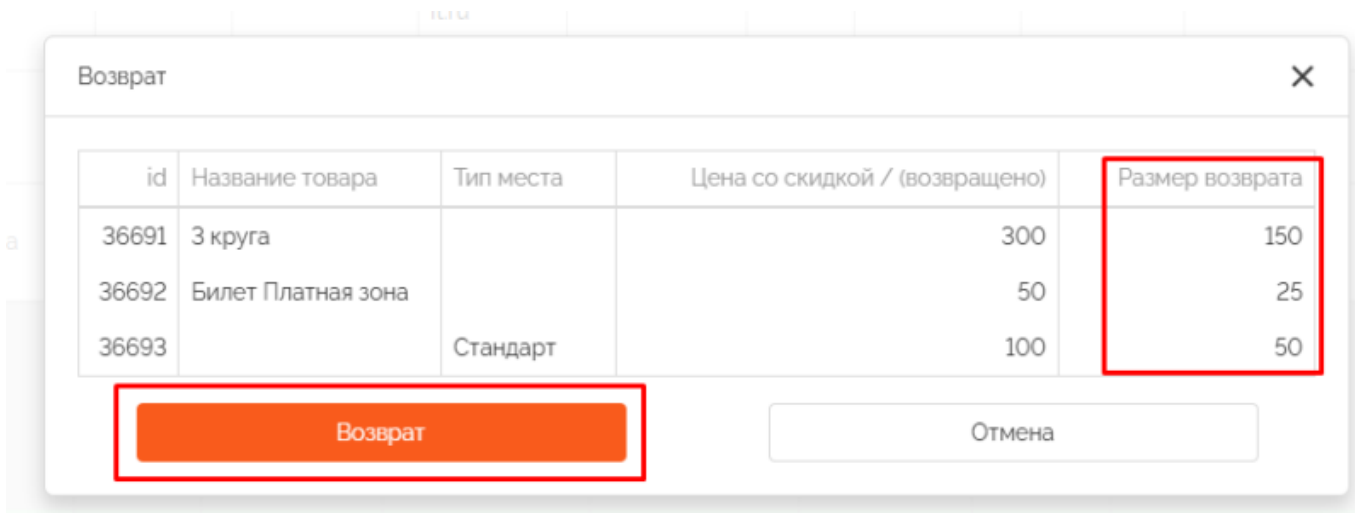 Возврат
id Название товара Тип места Цена со скидкой / (возвращено) Размер возврата
36691 3 круга 300 150
36692 Билет Платная зона 50 25
36693 Стандарт 100 50
Возврат Отмена